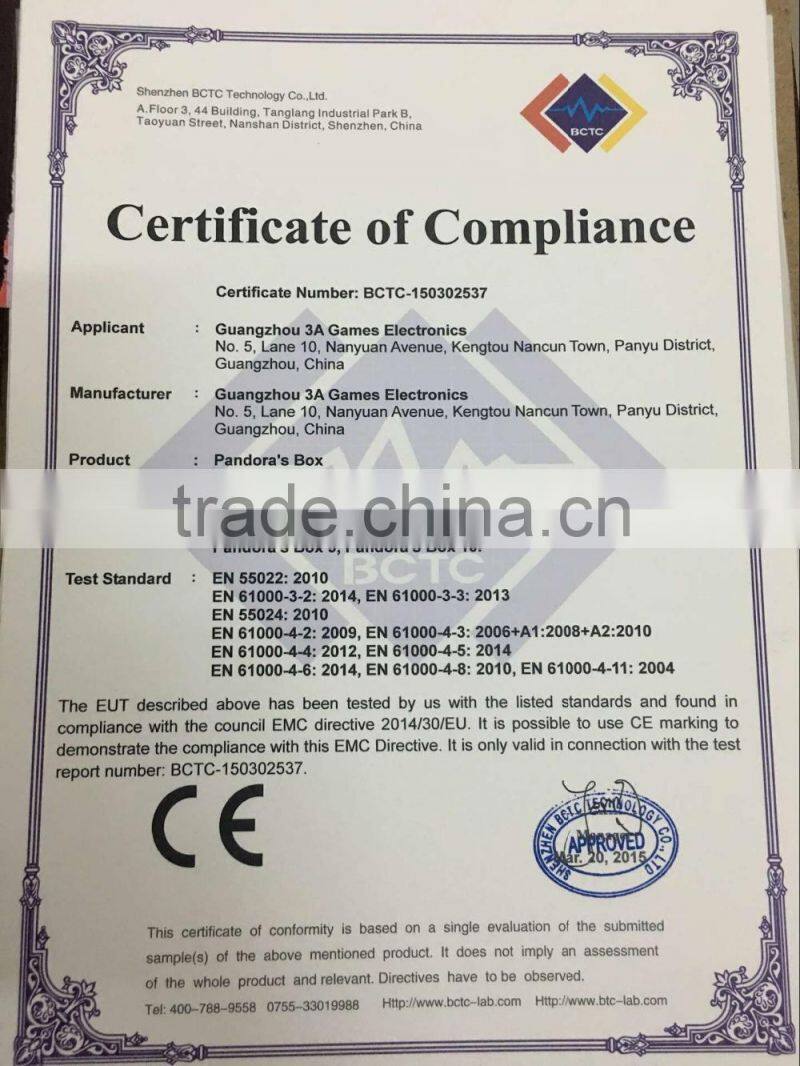 Shenzhen BCTC Technology Co.,Ltd.
A.Floor 3, 44 Building, Tanglang Industrial Park B,
Taoyuan Street, Nanshan District, Shenzhen, China
BCTC
Certificate of Compliance
Certificate Number: BCTC-150302537
Applicant : Guangzhou 3A Games Electronics
No. 5, Lane 10, Nanyuan Avenue, Kengtou Nancun Town, Panyu District,
Guangzhou, China
Manufacturer : Guangzhou 3A Games Electronics
No. 5, Lane 10, Nanyuan Avenue, Kengtou Nancun Town, Panyu District,
Guangzhou, China
Product : Pandora's Box
trade.china.cn
BCTC
Test Standard : EN 55022: 2010
EN 61000-3-2: 2014, EN 61000-3-3: 2013
EN 55024: 2010
EN 61000-4-2: 2009, EN 61000-4-3: 2006+A1:2008+A2:2010
EN 61000-4-4: 2012, EN 61000-4-5: 2014
EN 61000-4-6: 2014, EN 61000-4-8: 2010, EN 61000-4-11: 2004
The EUT described above has been tested by us with the listed standards and found in
compliance with the council EMC directive 2014/30/EU. It is possible to use CE marking to
demonstrate the compliance with this EMC Directive. It is only valid in connection with the test
report number: BCTC-150302537.
CE
SHENZHEN BCTC TECHNOLOGY CO.,LTD
Manager
APPROVED
Mar. 20, 2015
This certificate of conformity is based on a single evaluation of the submitted
sample(s) of the above mentioned product. It does not imply an assessment
of the whole product and relevant. Directives have to be observed.
Tel: 400-788-9558 0755-33019988 Http://www.bctc-lab.com Http://www.btc-lab.com